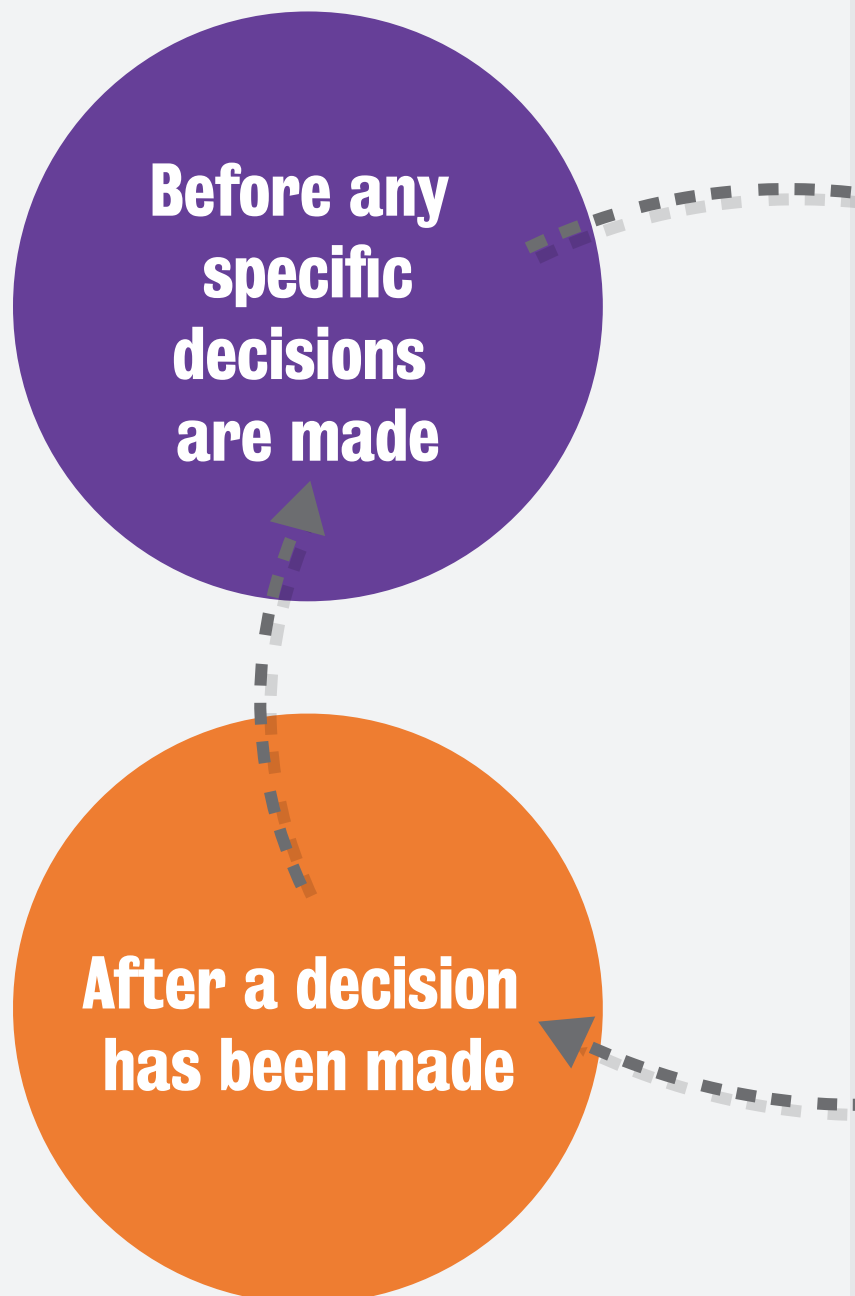 Before any
specific
decisions
are made
After a decision
has been made